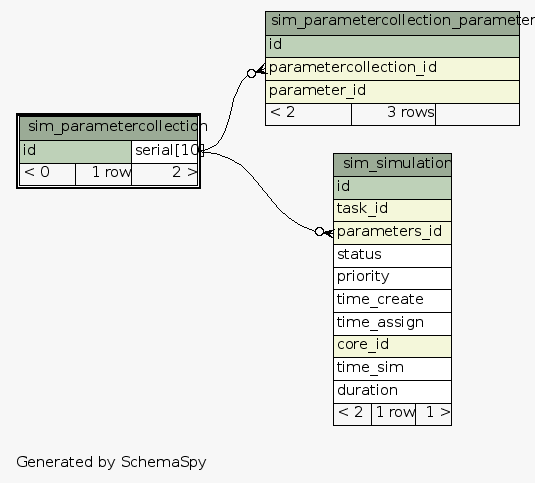 sim_parametercollection_parameter
id
parametercollection_id
parameter_id
< 2 3 rows
sim_parametercollection
id serial[10]
< 0 1 row 2 >
sim_simulation
id
task_id
parameters_id
status
priority
time_create
time_assign
core_id
time_sim
duration
< 2 1 row 1 >
Generated by SchemaSpy